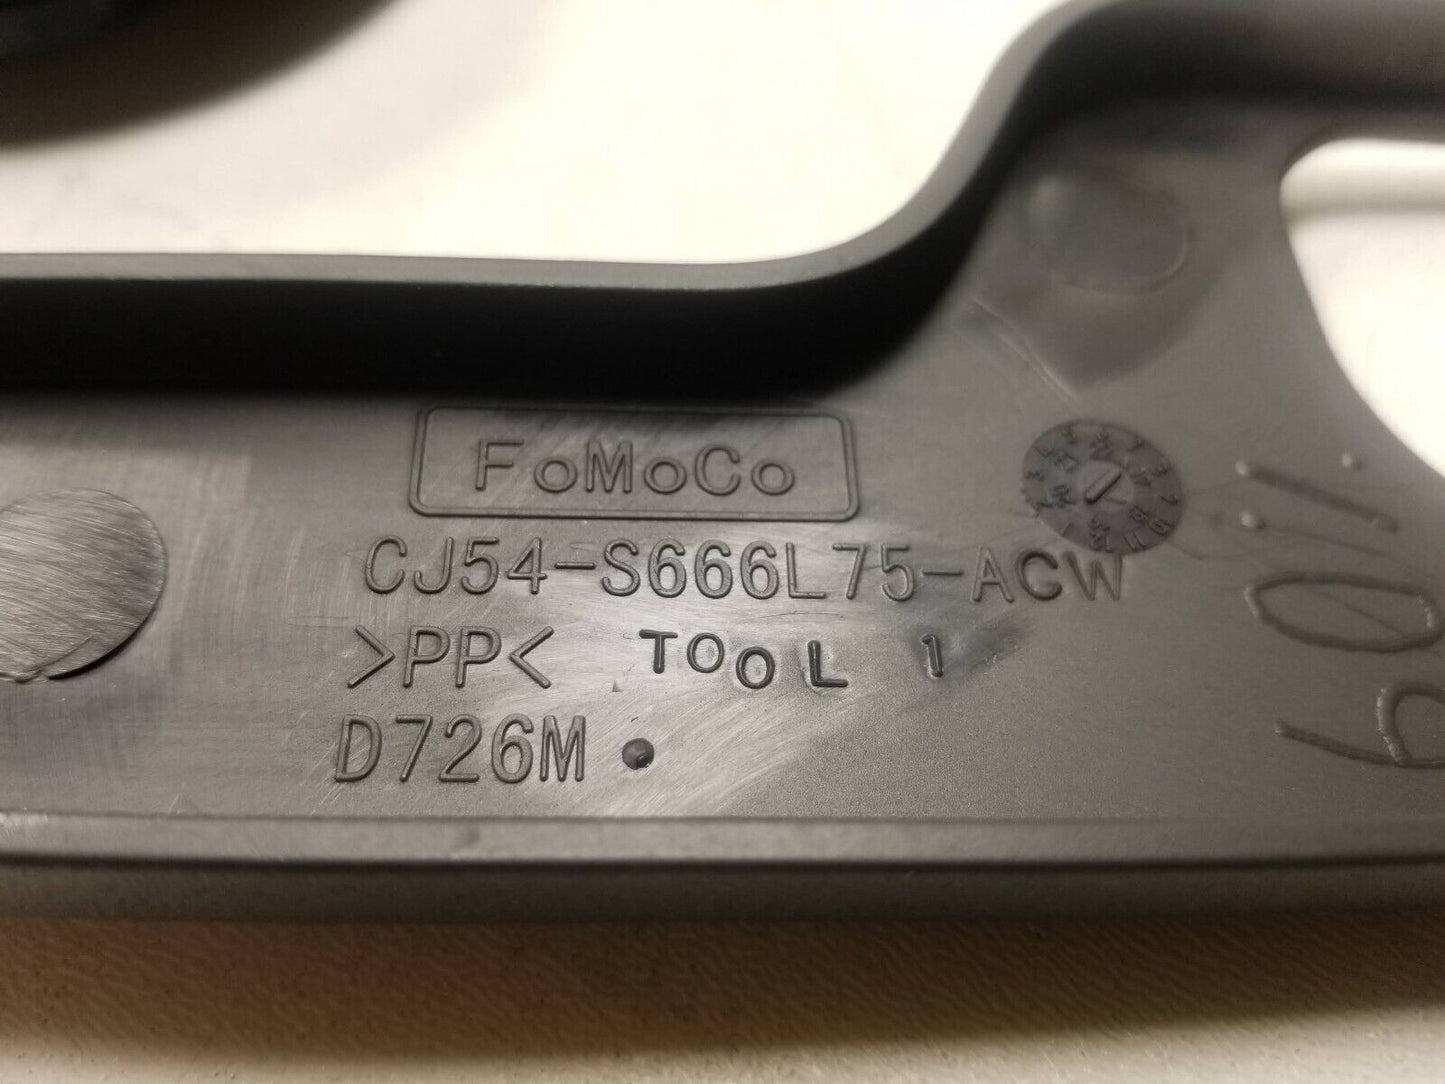 FoMoCo
CJ54-S666L75-ACW
>PP< TOOL 1
D726M